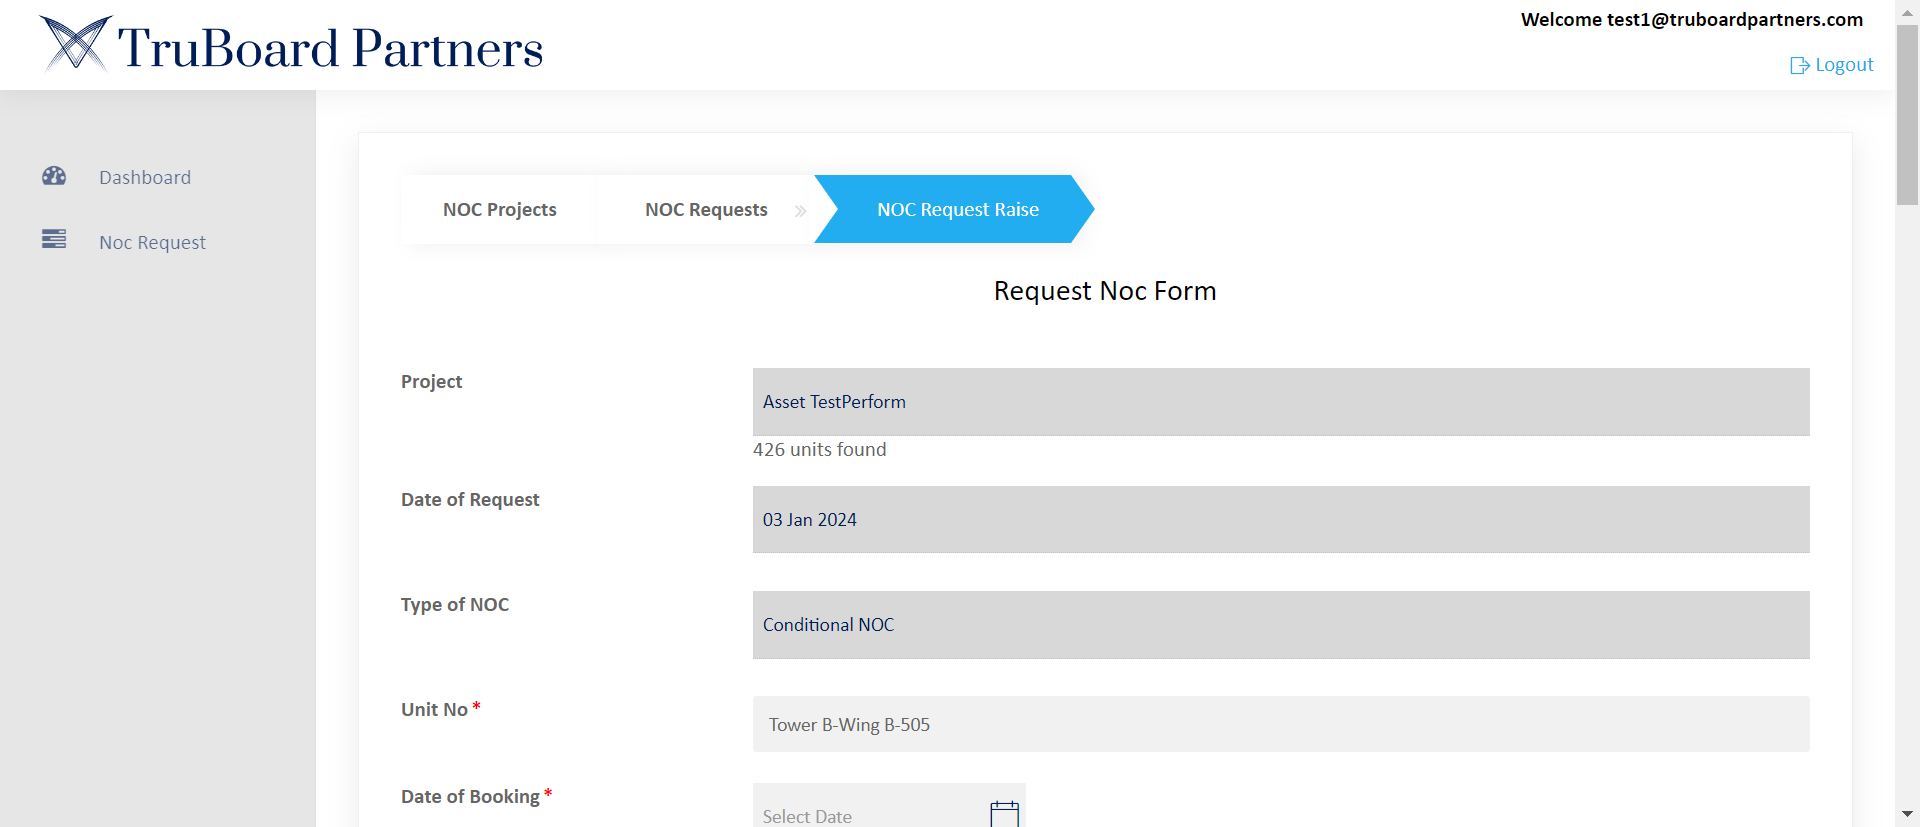 TruBoard Partners
Welcome test1@truboardpartners.com
Logout
Dashboard
Noc Request
NOC Projects
NOC Requests
»
NOC Request Raise
Request Noc Form
Project
Asset TestPerform
426 units found
Date of Request
03 Jan 2024
Type of NOC
Conditional NOC
Unit No *
Tower B-Wing B-505
Date of Booking *
Select Date